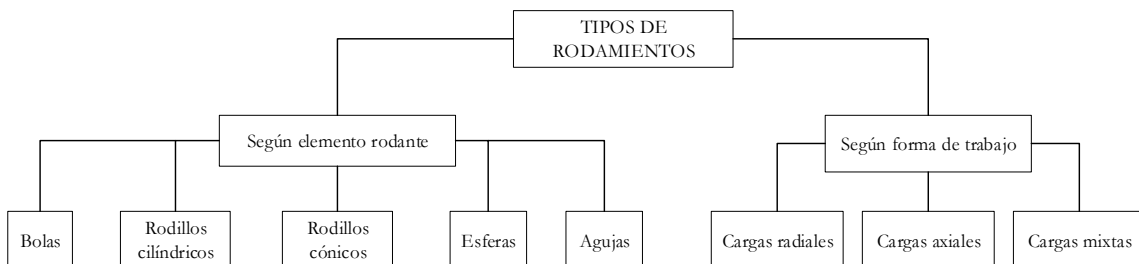 TIPOS DE
RODAMIENTOS
Según elemento rodante
Según forma de trabajo
Bolas
Rodillos
cilíndricos
Rodillos
cónicos
Esferas
Agujas
Cargas radiales
Cargas axiales
Cargas mixtas